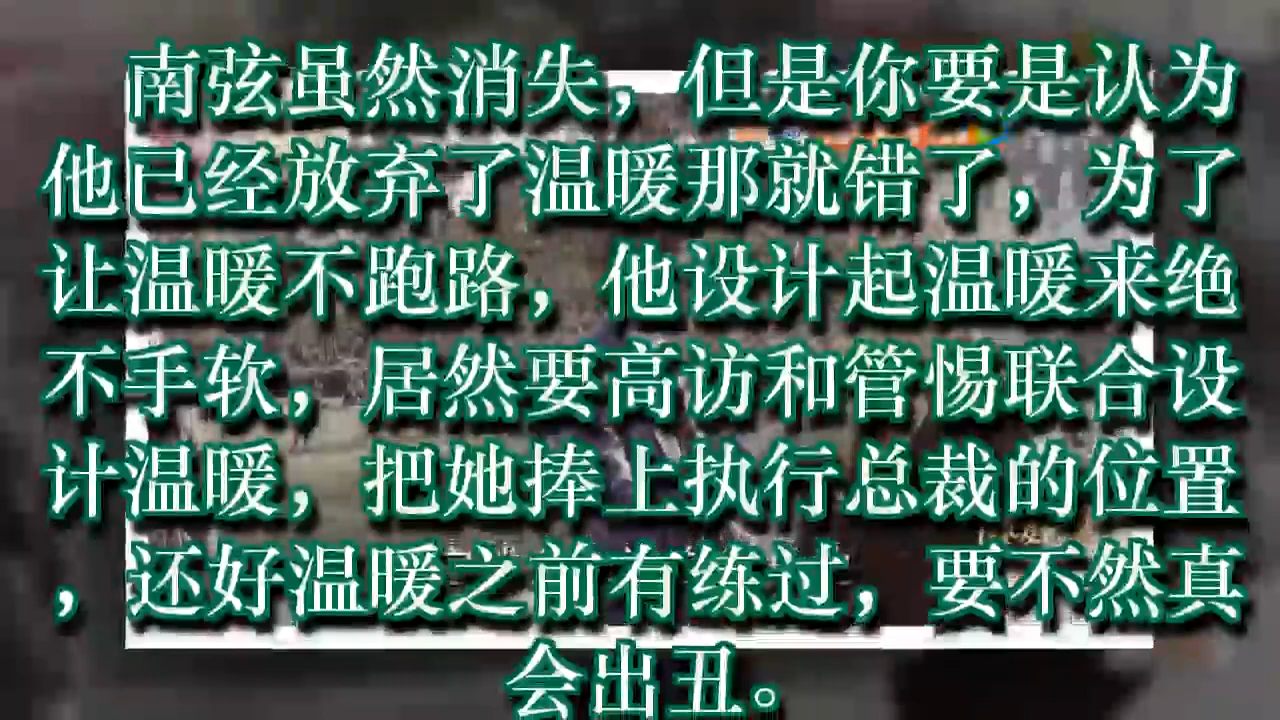 南弦虽然消失，但是你要是认为
他已经放弃了温暖那就错了，为了
让温暖不跑路，他设计起温暖来绝
不手软，居然要高访和管惕联合设
计温暖，把她捧上执行总裁的位置
，还好温暖之前有练过，要不然真
会出丑。